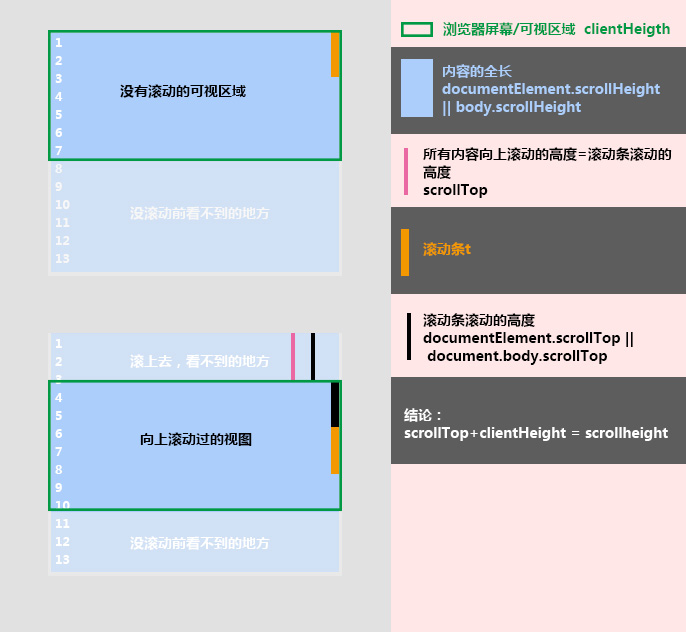 1
2
3
没有滚动的可视区域
4
5
6
7
8
9
10
没滚动前看不到的地方
11
12
13
1
2
滚上去，看不到的地方
3
4
5
6
向上滚动过的视图
7
8
9
10
11
12
没滚动前看不到的地方
13
浏览器屏幕/可视区域 clientHeigth
内容的全长
documentElement.scrollHeight
|| body.scrollHeight
所有内容向上滚动的高度=滚动条滚动的
高度
scrollTop
滚动条t
滚动条滚动的高度
documentElement.scrollTop ||
document.body.scrollTop
结论：
scrollTop+clientHeight = scrollheight